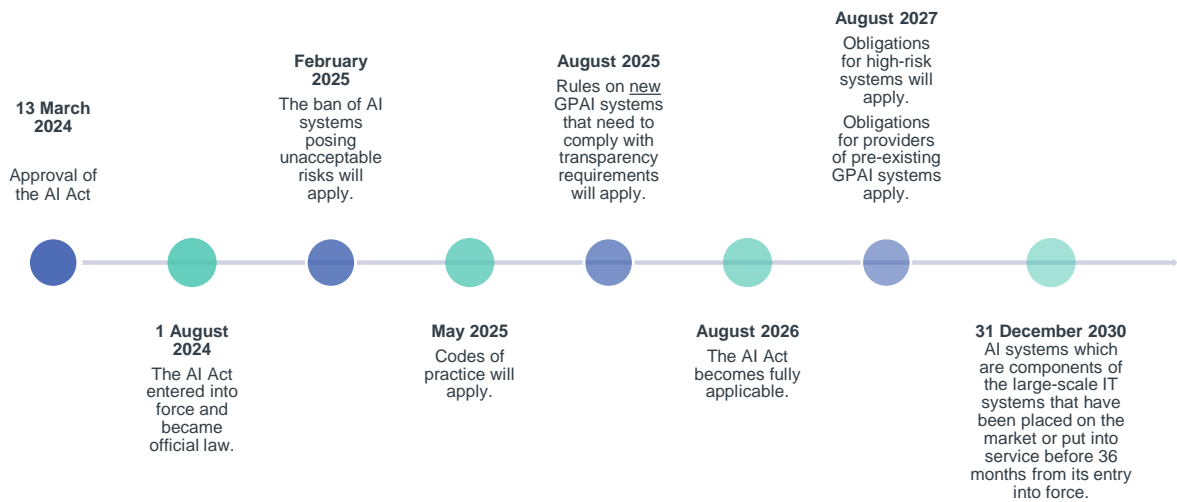 13 March
2024
Approval of
the AI Act
1 August
2024
The AI Act
entered into
force and
became
official law.
February
2025
The ban of AI
systems
posing
unacceptable
risks will
apply.
May 2025
Codes of
practice will
apply.
August 2025
Rules on new
GPAI systems
that need to
comply with
transparency
requirements
will apply.
August 2026
The AI Act
becomes fully
applicable.
August 2027
Obligations
for high-risk
systems will
apply.
Obligations
for providers
of pre-existing
GPAI systems
apply.
31 December 2030
AI systems which
are components of
the large-scale IT
systems that have
been placed on the
market or put into
service before 36
months from its entry
into force.